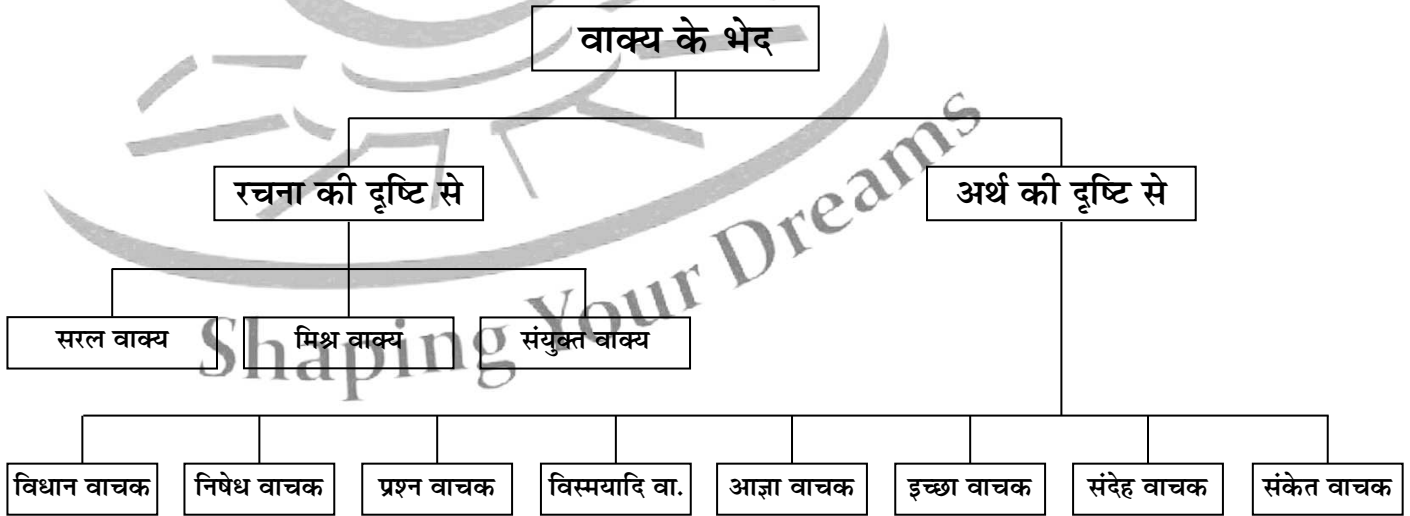 वाक्य के भेद
रचना की दृष्टि से
अर्थ की दृष्टि से
सरल वाक्य
मिश्र वाक्य
संयुक्त वाक्य
विधान वाचक
निषेध वाचक
प्रश्न वाचक
विस्मयादि वा.
आज्ञा वाचक
इच्छा वाचक
संदेह वाचक
संकेत वाचक
Shaping Your Dreams